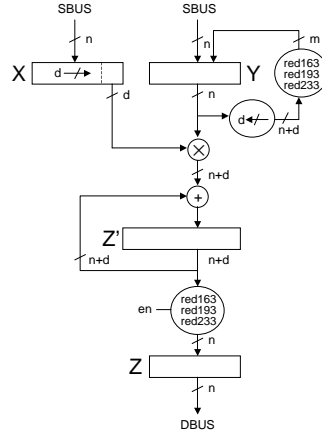 SBUS
SBUS
n
n
m
X
d
Y
red163
red193
red233
d
n
d
n+d
×
n+d
+
Z'
n+d
n+d
en
red163
red193
red233
n
Z
n
DBUS